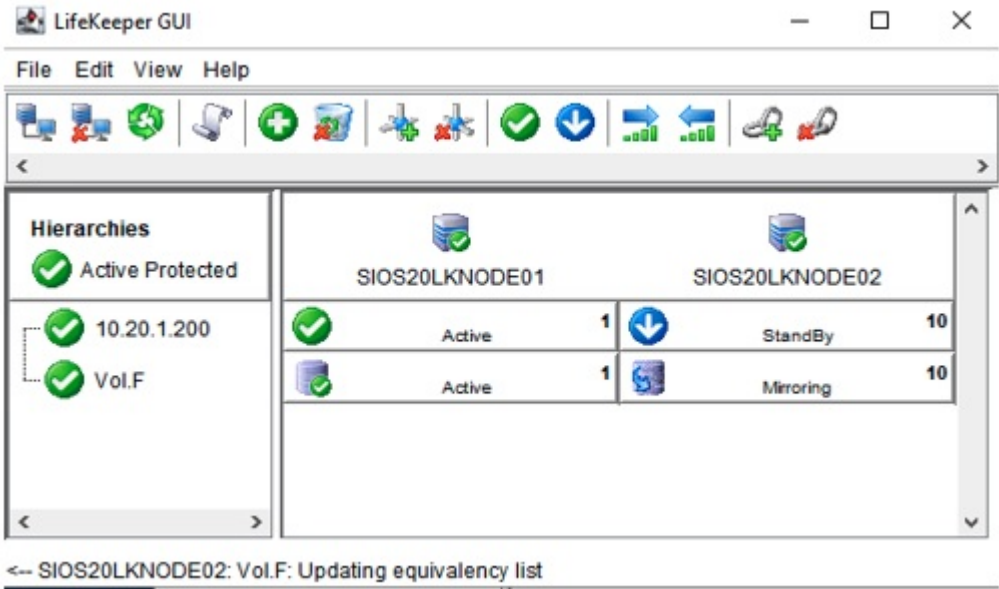 LifeKeeper GUI
File Edit View Help
Hierarchies
Active Protected
SIOS20LKNODE01 SIOS20LKNODE02
10.20.1.200 Active 1 StandBy 10
Vol.F Active 1 Mirroring 10
<-- SIOS20LKNODE02: Vol.F: Updating equivalency list